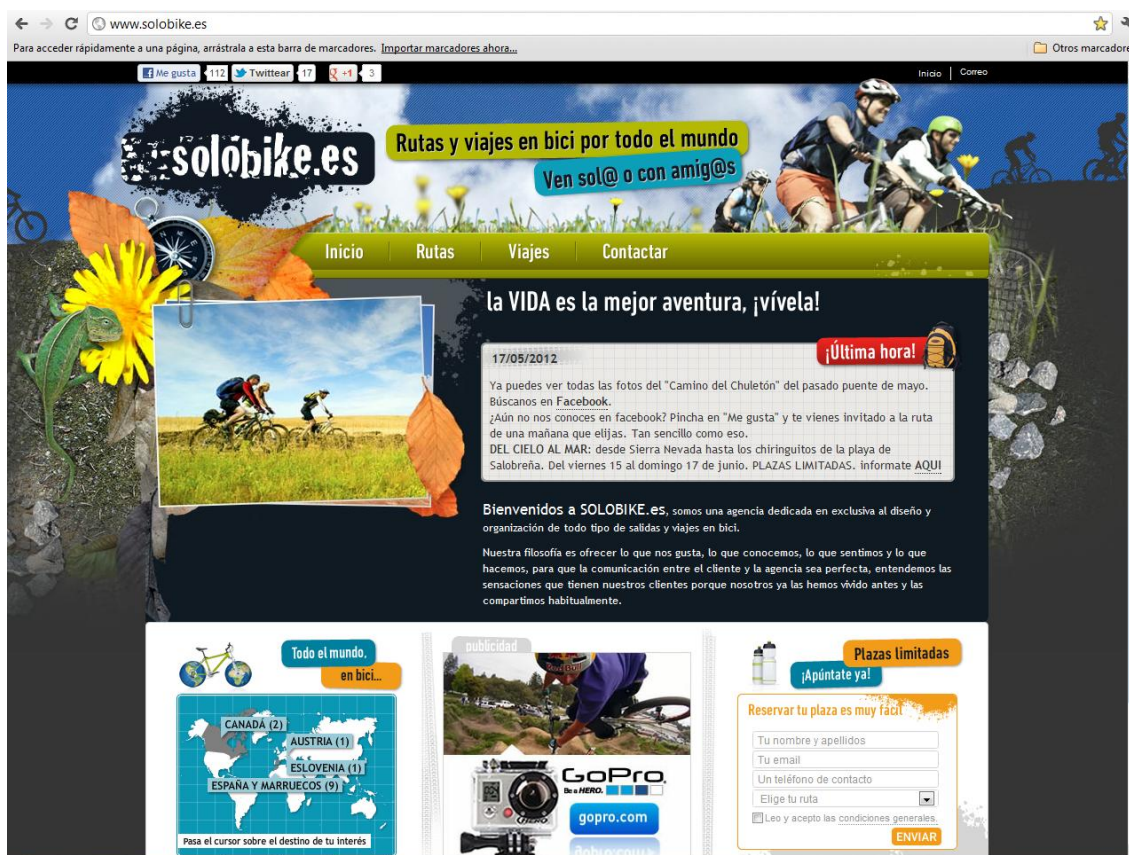 www.solobike.es
Para acceder rápidamente a una página, arrástrala a esta barra de marcadores. Importar marcadores ahora...
Otros marcadore
Me gusta 112 Twittear 17 +1 3
Inicio | Correo
solobike.es
Rutas y viajes en bici por todo el mundo
Ven sol@ o con amig@s
Inicio Rutas Viajes Contactar
la VIDA es la mejor aventura, ¡vívela!
17/05/2012
¡Última hora!
Ya puedes ver todas las fotos del "Camino del Chuletón" del pasado puente de mayo.
Búscanos en Facebook.
¿Aún no nos conoces en facebook? Pincha en "Me gusta" y te vienes invitado a la ruta
de una mañana que elijas. Tan sencillo como eso.
DEL CIELO AL MAR: desde Sierra Nevada hasta los chiringuitos de la playa de
Salobreña. Del viernes 15 al domingo 17 de junio. PLAZAS LIMITADAS. informate AQUI
Bienvenidos a SOLOBIKE.es, somos una agencia dedicada en exclusiva al diseño y
organización de todo tipo de salidas y viajes en bici.
Nuestra filosofía es ofrecer lo que nos gusta, lo que conocemos, lo que sentimos y lo que
hacemos, para que la comunicación entre el cliente y la agencia sea perfecta, entendemos las
sensaciones que tienen nuestros clientes porque nosotros ya las hemos vivido antes y las
compartimos habitualmente.
Todo el mundo,
en bici...
CANADÁ (2)
AUSTRIA (1)
ESLOVENIA (1)
ESPAÑA Y MARRUECOS (9)
Pasa el cursor sobre el destino de tu interés
publicidad
GoPro.
Be a HERO.
gopro.com
Plazas limitadas
¡Apúntate ya!
Reservar tu plaza es muy fácil
Tu nombre y apellidos
Tu email
Un teléfono de contacto
Elige tu ruta
Leo y acepto las condiciones generales.
ENVIAR